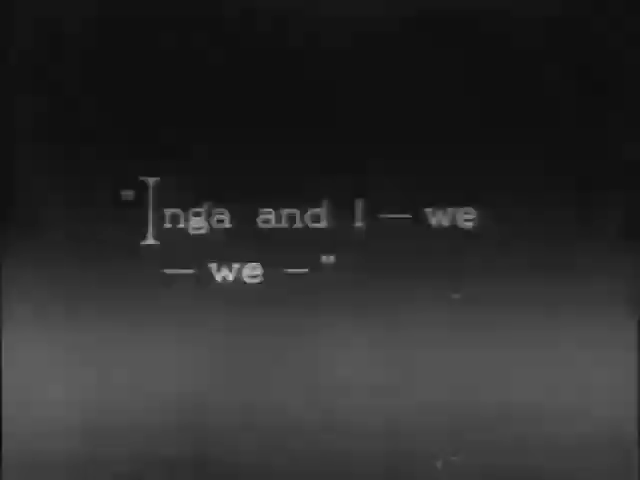 "Inga and I — we
— we —"